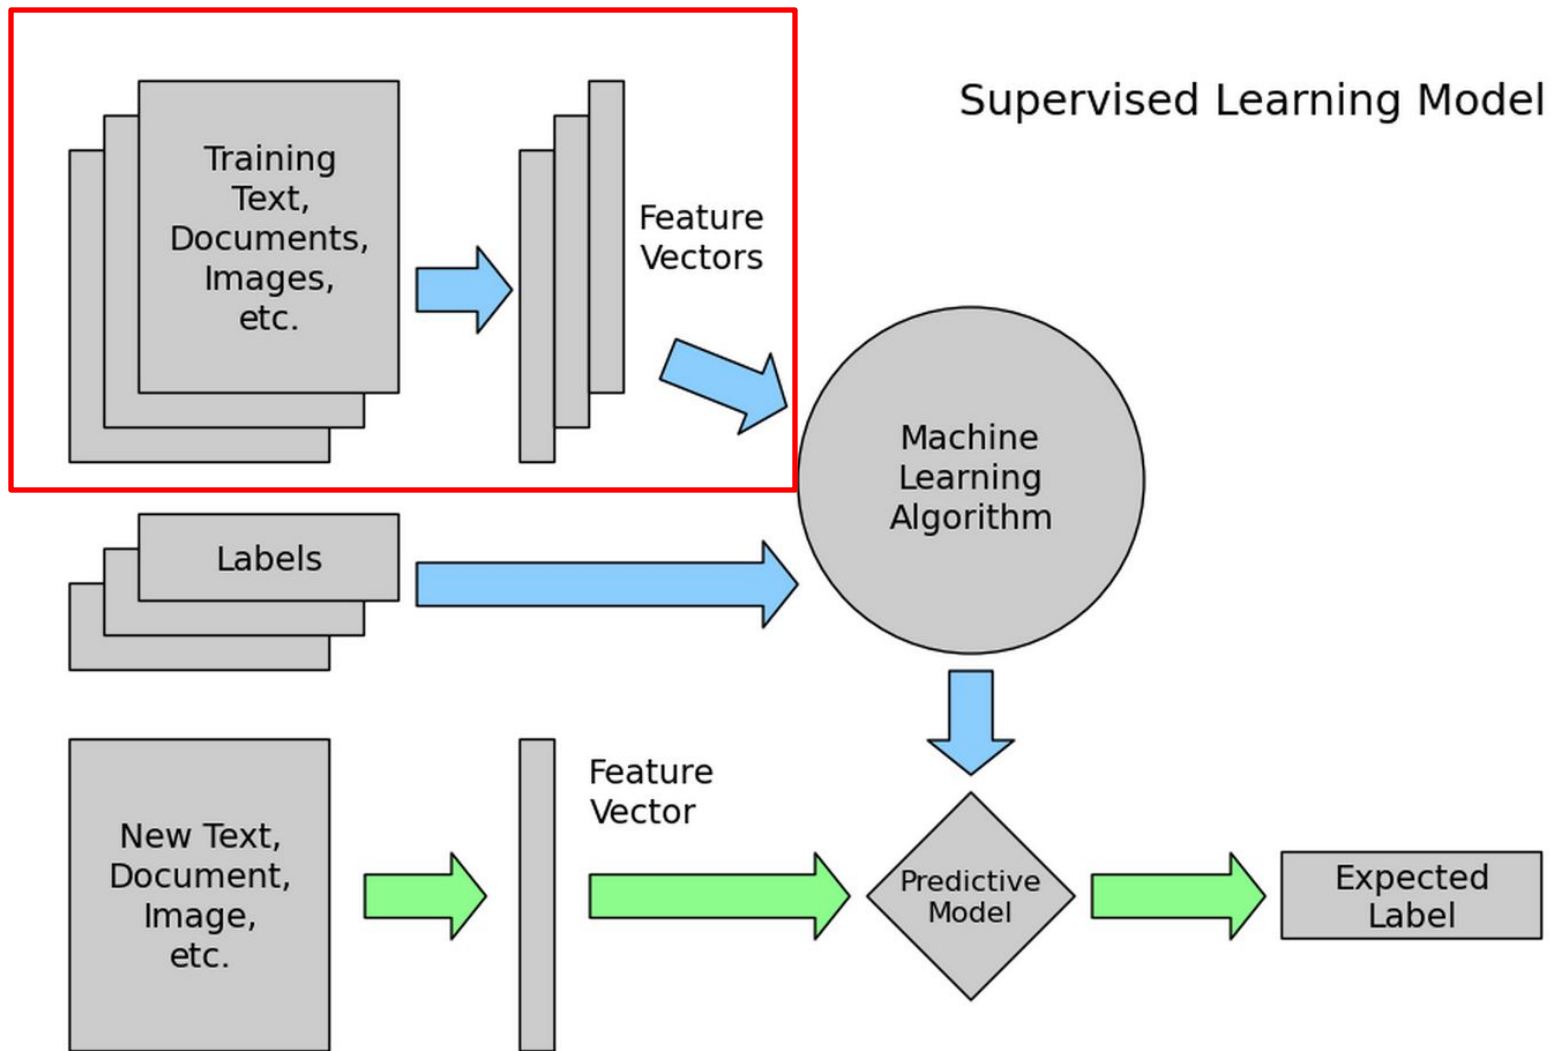 Supervised Learning Model
Training
Text,
Documents,
Images,
etc.
Feature
Vectors
Machine
Learning
Algorithm
Labels
New Text,
Document,
Image,
etc.
Feature
Vector
Predictive
Model
Expected
Label